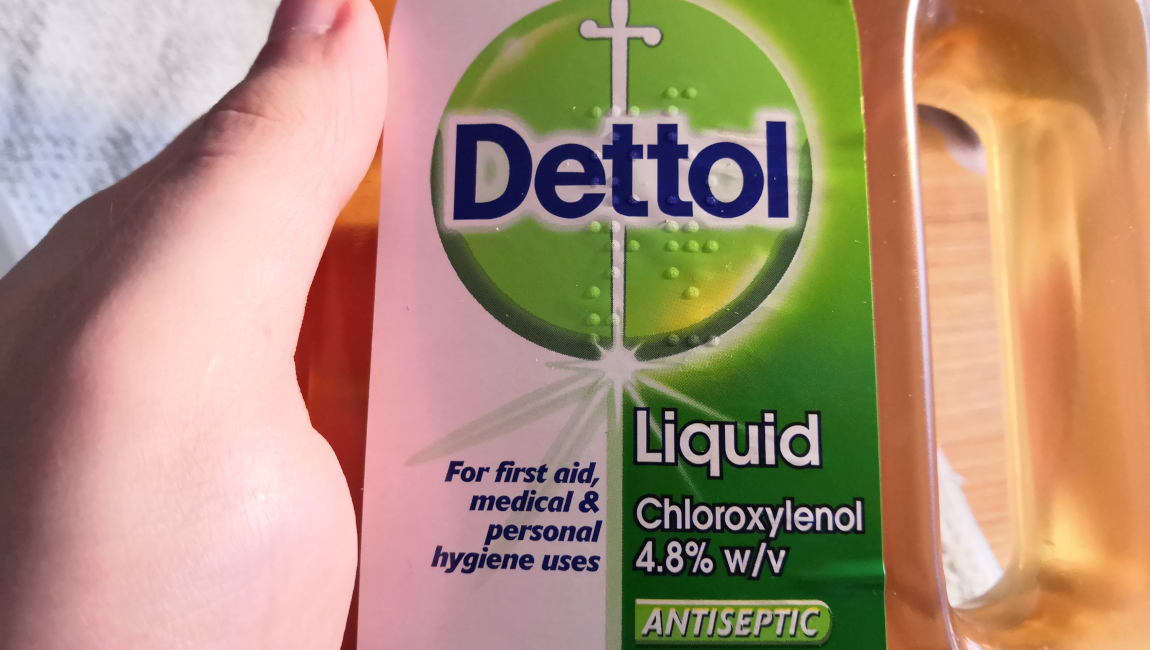 Dettol
For first aid,
medical &
personal
hygiene uses
Liquid
Chloroxylenol
4.8% w/v
ANTISEPTIC